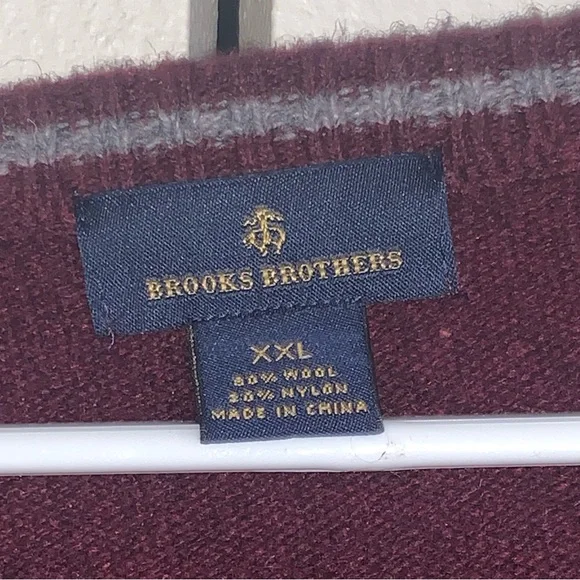 BROOKS BROTHERS
XXL
80% WOOL
20% NYLON
MADE IN CHINA